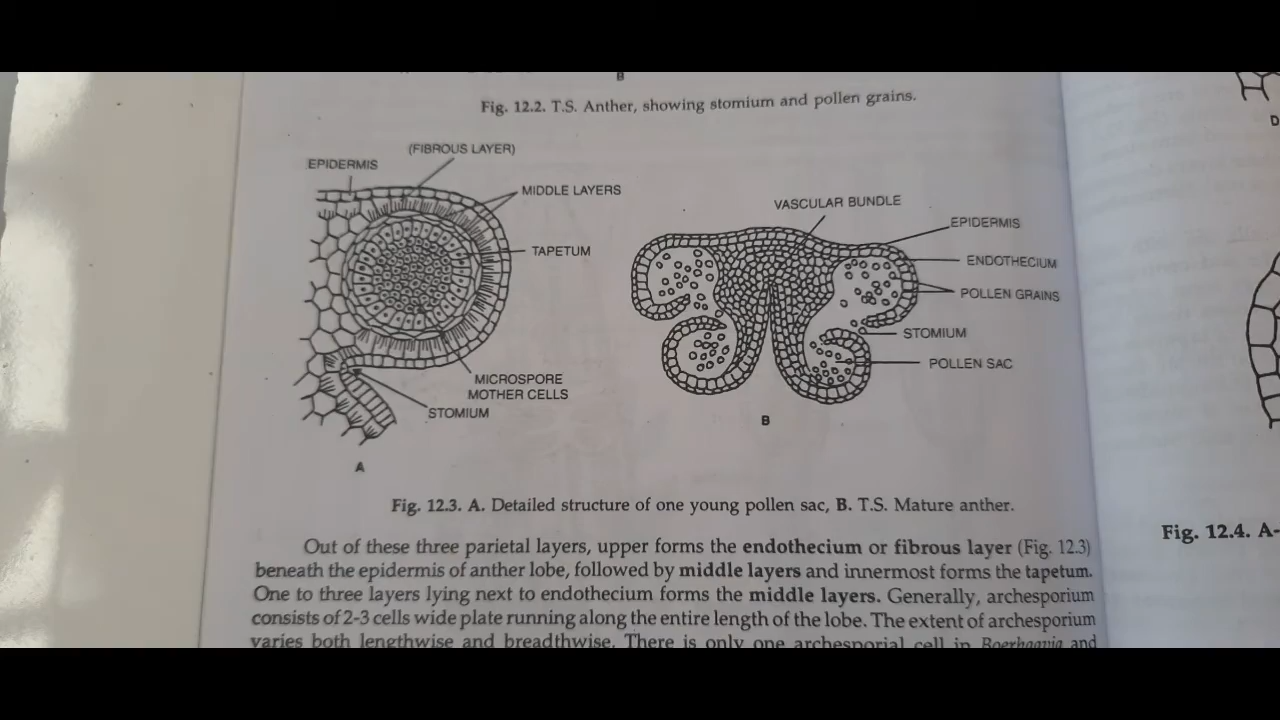 B
Fig. 12.2. T.S. Anther, showing stomium and pollen grains.
(FIBROUS LAYER)
EPIDERMIS
MIDDLE LAYERS
TAPETUM
MICROSPORE
MOTHER CELLS
STOMIUM
A
VASCULAR BUNDLE
EPIDERMIS
ENDOTHECIUM
POLLEN GRAINS
STOMIUM
POLLEN SAC
B
Fig. 12.3. A. Detailed structure of one young pollen sac, B. T.S. Mature anther.
Out of these three parietal layers, upper forms the endothecium or fibrous layer (Fig. 12.3)
beneath the epidermis of anther lobe, followed by middle layers and innermost forms the tapetum.
One to three layers lying next to endothecium forms the middle layers. Generally, archesporium
consists of 2-3 cells wide plate running along the entire length of the lobe. The extent of archesporium
varies both lengthwise and breadthwise. There is only one archesporial cell in Boerhaavia and
D
Fig. 12.4. A-